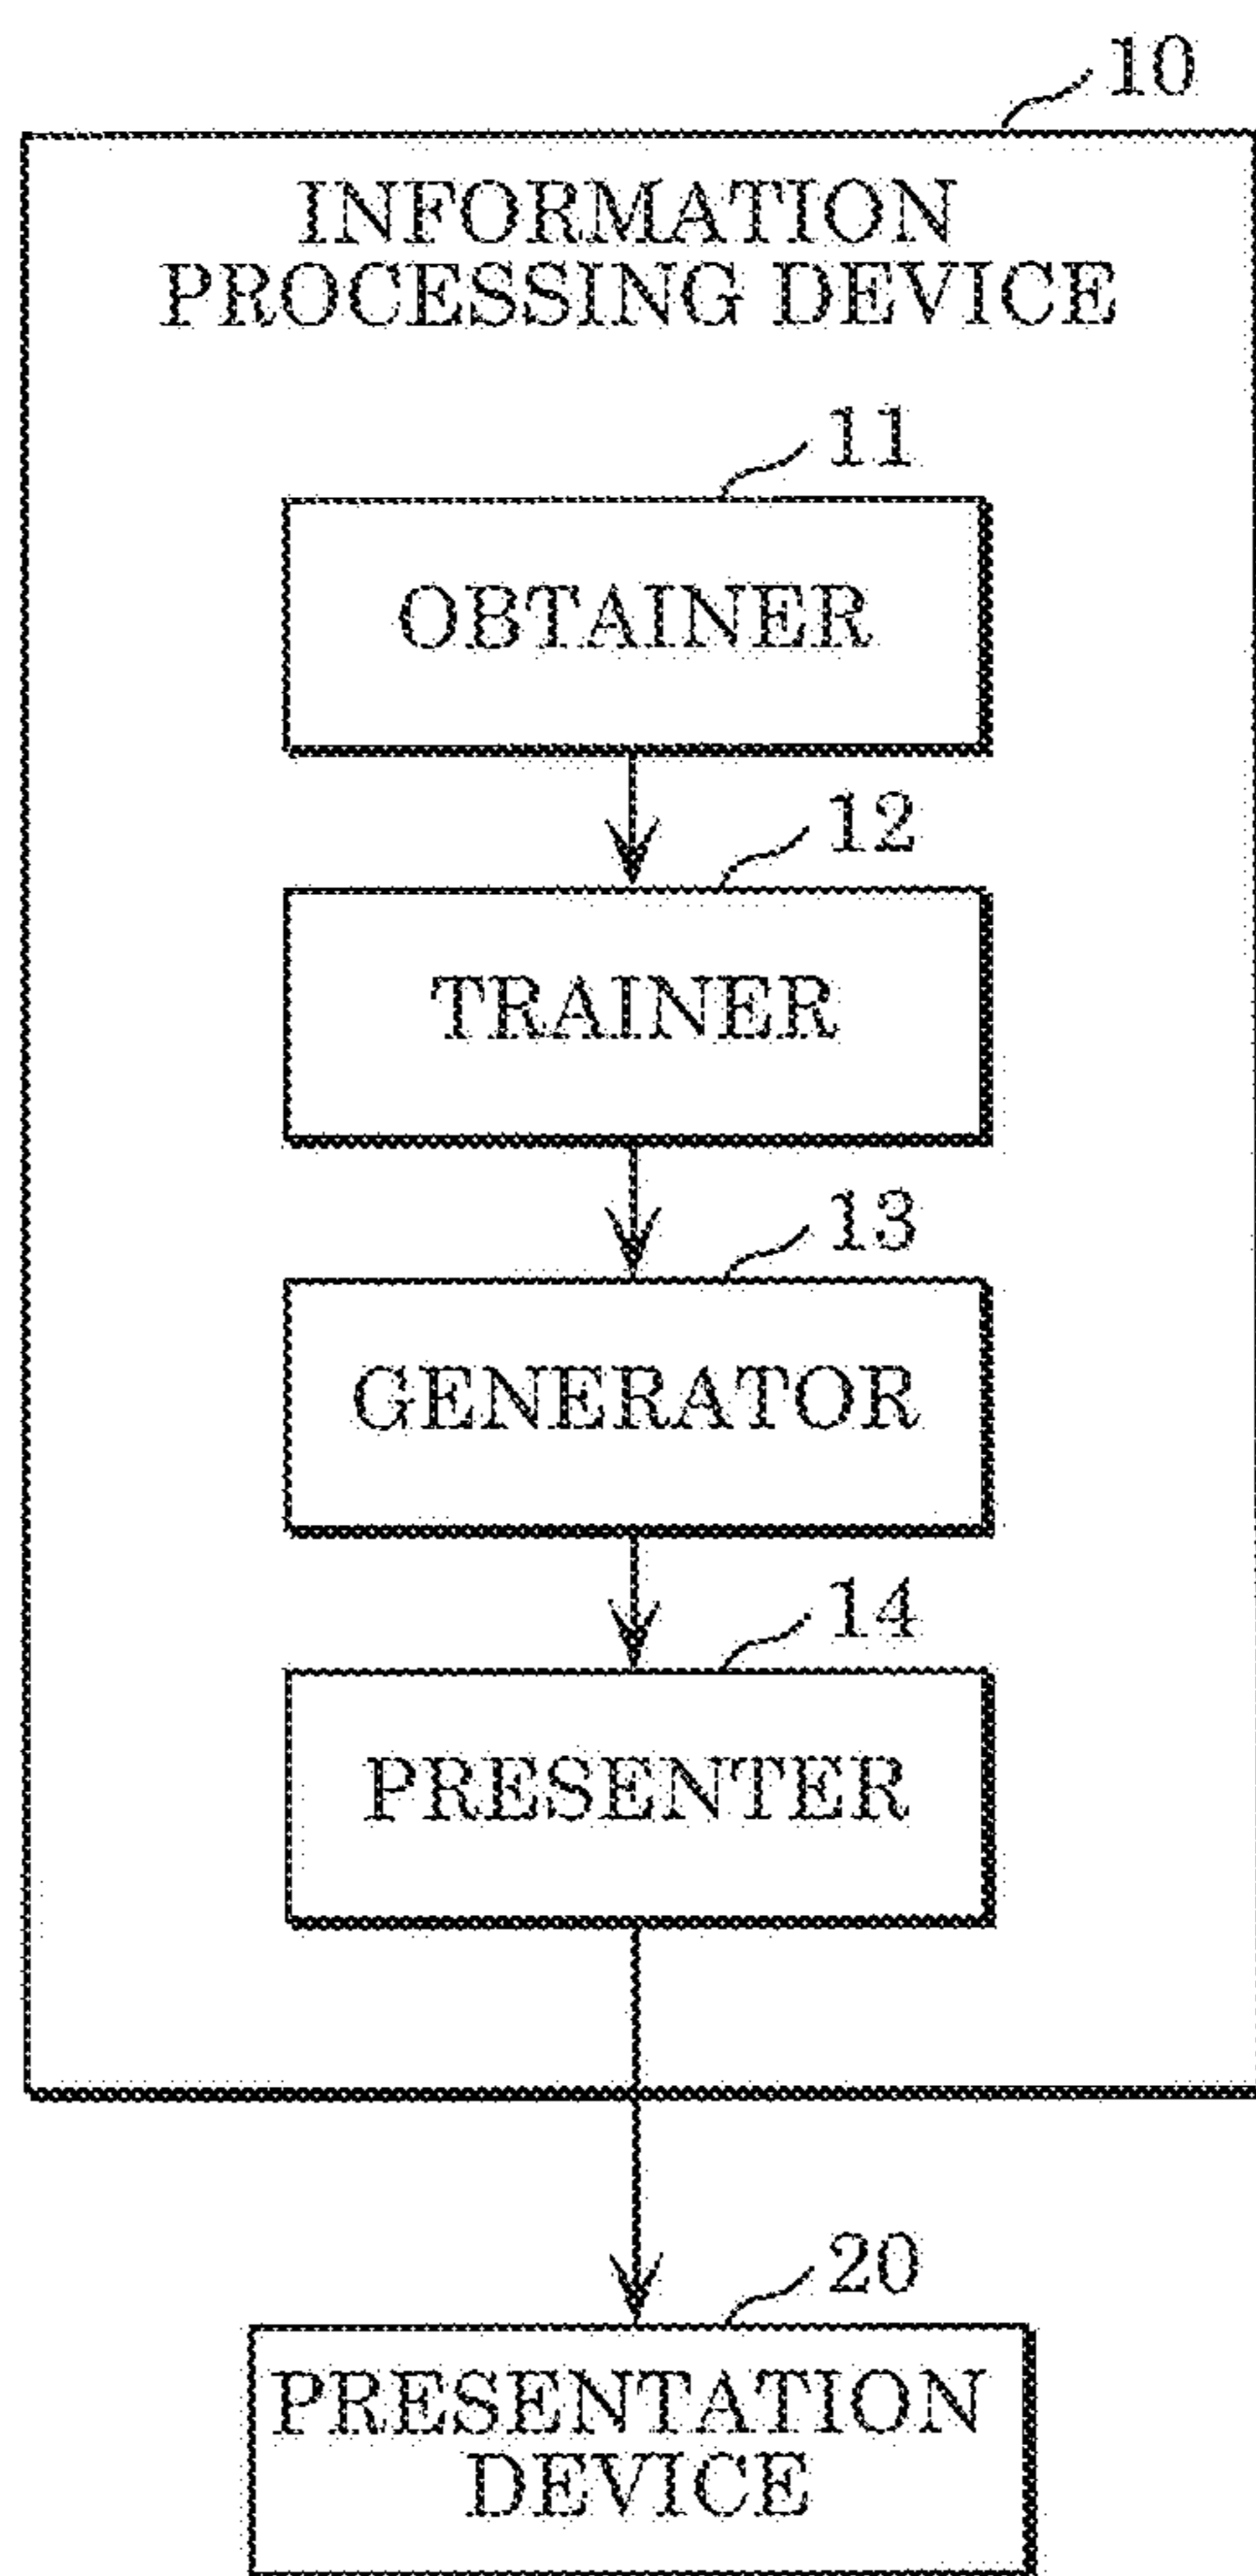 10
INFORMATION
PROCESSING DEVICE
11
OBTAINER
12
TRAINER
13
GENERATOR
14
PRESENTER
20
PRESENTATION
DEVICE